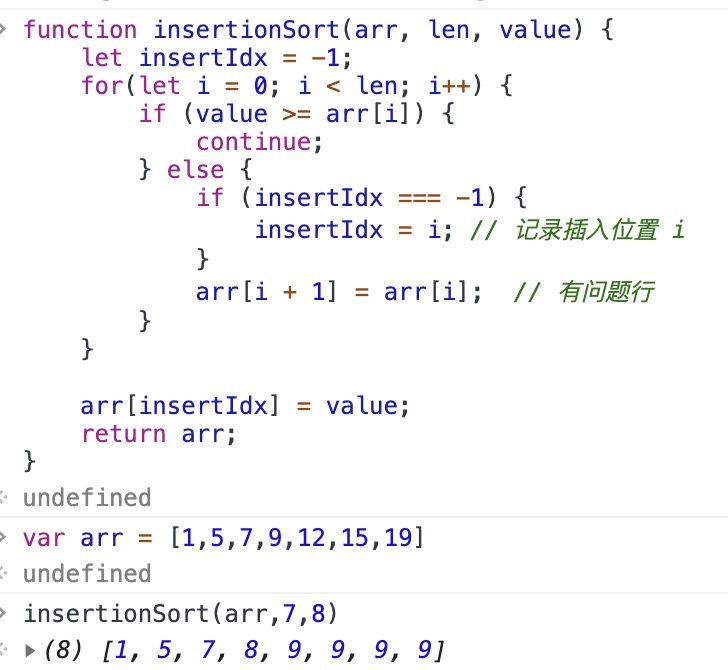 function insertionSort(arr, len, value) {
    let insertIdx = -1;
    for(let i = 0; i < len; i++) {
        if (value >= arr[i]) {
            continue;
        } else {
            if (insertIdx === -1) {
                insertIdx = i; // 记录插入位置 i
            }
            arr[i + 1] = arr[i];  // 有问题行
        }
    }

    arr[insertIdx] = value;
    return arr;
}
undefined
var arr = [1,5,7,9,12,15,19]
undefined
insertionSort(arr,7,8)
(8) [1, 5, 7, 8, 9, 9, 9, 9]